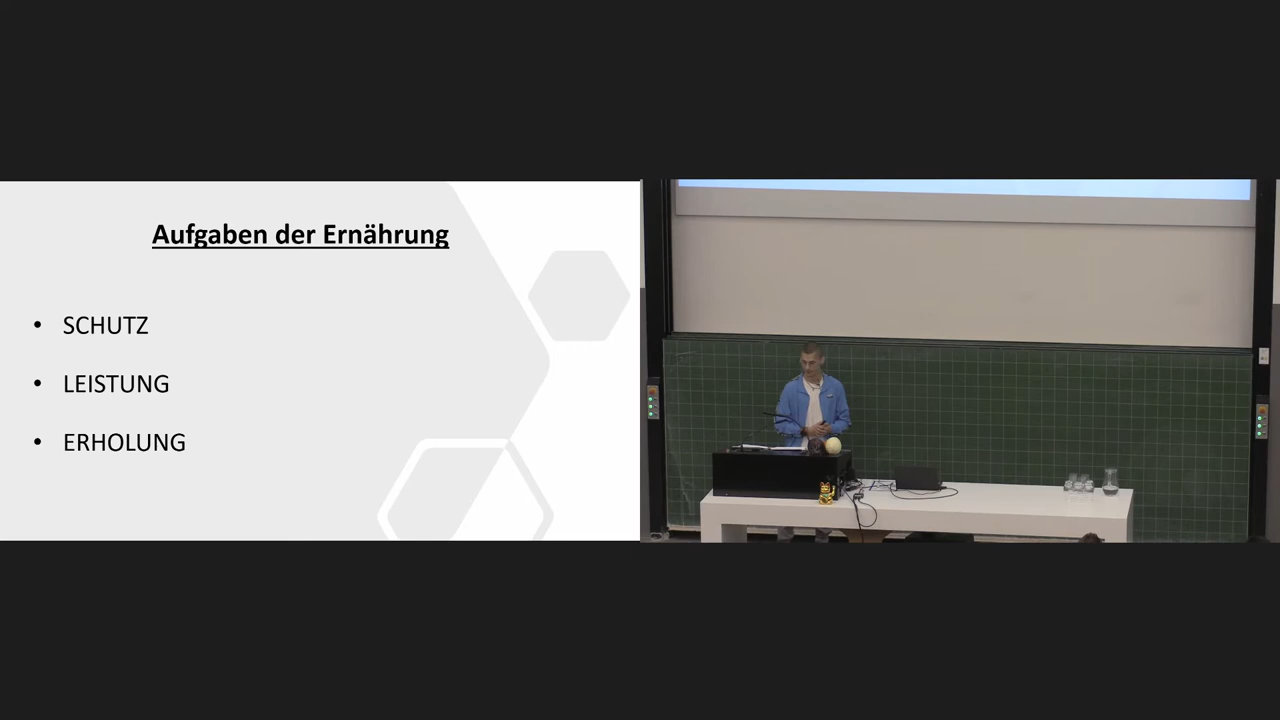 Aufgaben der Ernährung
• SCHUTZ
• LEISTUNG
• ERHOLUNG